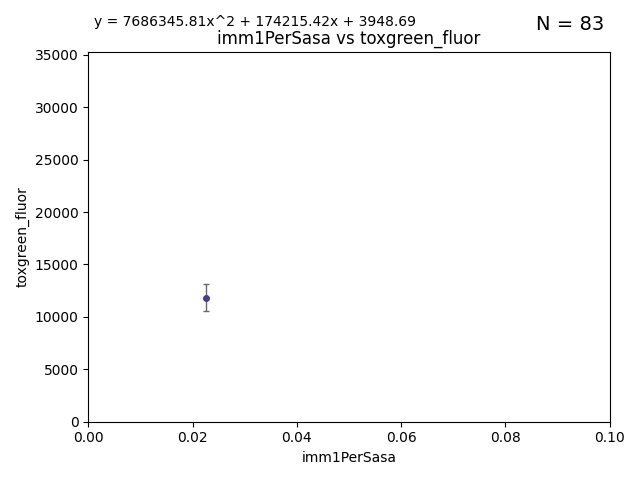 y = 7686345.81x^2 + 174215.42x + 3948.69
N = 83
imm1PerSasa vs toxgreen_fluor
35000
30000
25000
20000
15000
10000
5000
0
toxgreen_fluor
0.00 0.02 0.04 0.06 0.08 0.10
imm1PerSasa